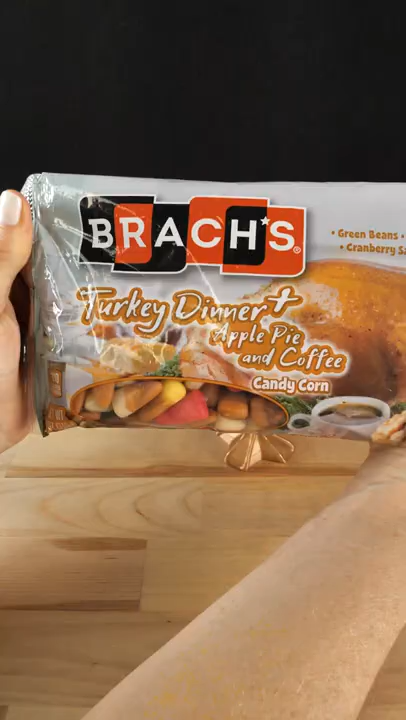 BRACH'S®
• Green Beans •
• Cranberry Sa
Turkey Dinner+
Apple Pie
and Coffee
Candy Corn